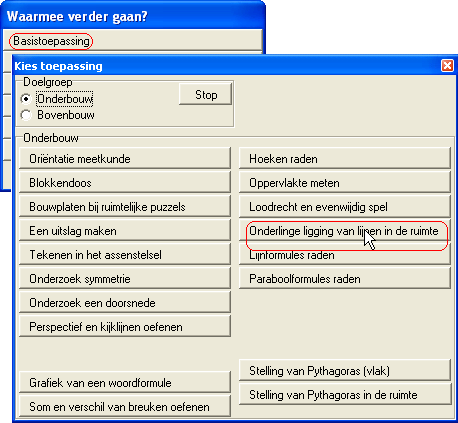 Waarmee verder gaan?
Basistoepassing
Kies toepassing
Doelgroep
Onderbouw
Bovenbouw
Stop
Onderbouw
Oriëntatie meetkunde
Blokkendoos
Bouwplaten bij ruimtelijke puzzels
Een uitslag maken
Tekenen in het assenstelsel
Onderzoek symmetrie
Onderzoek een doorsnede
Perspectief en kijklijnen oefenen
Grafiek van een woordformule
Som en verschil van breuken oefenen
Hoeken raden
Oppervlakte meten
Loodrecht en evenwijdig spel
Onderlinge ligging van lijnen in de ruimte
Lijnformules raden
Paraboolformules raden
Stelling van Pythagoras (vlak)
Stelling van Pythagoras in de ruimte